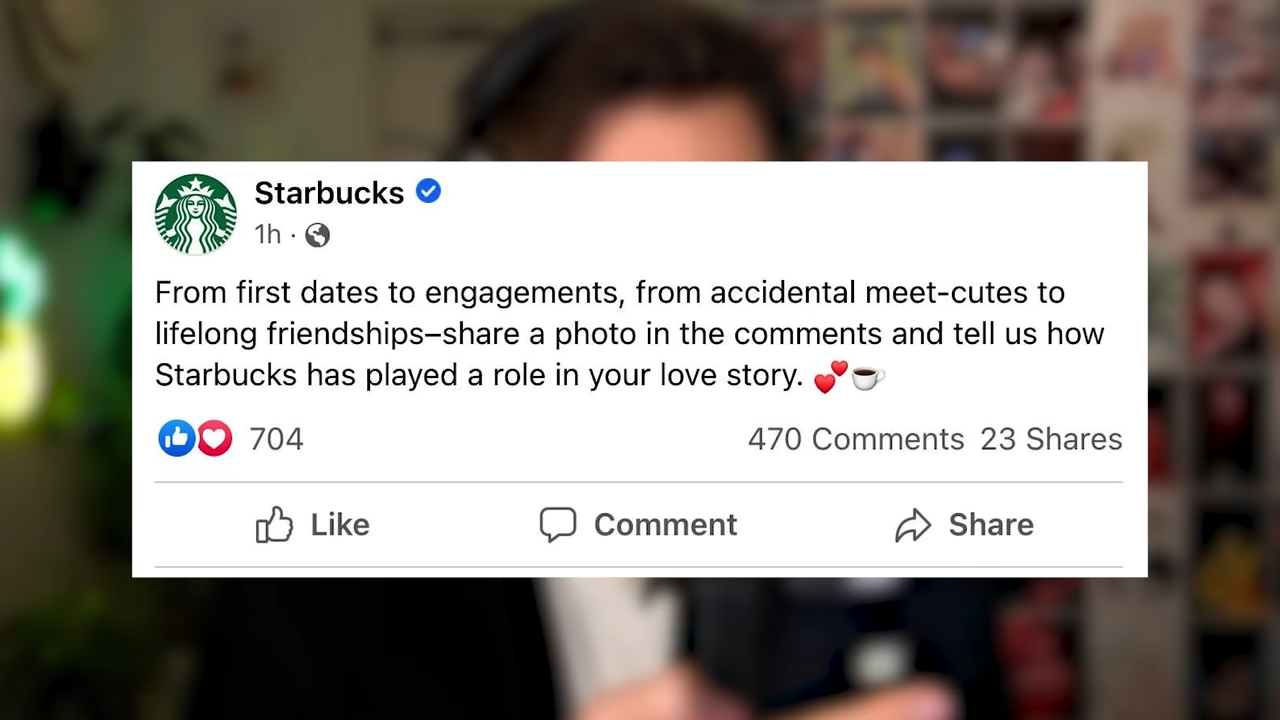 Starbucks
1h ·
From first dates to engagements, from accidental meet-cutes to
lifelong friendships–share a photo in the comments and tell us how
Starbucks has played a role in your love story. 💕☕
704
470 Comments 23 Shares
Like
Comment
Share